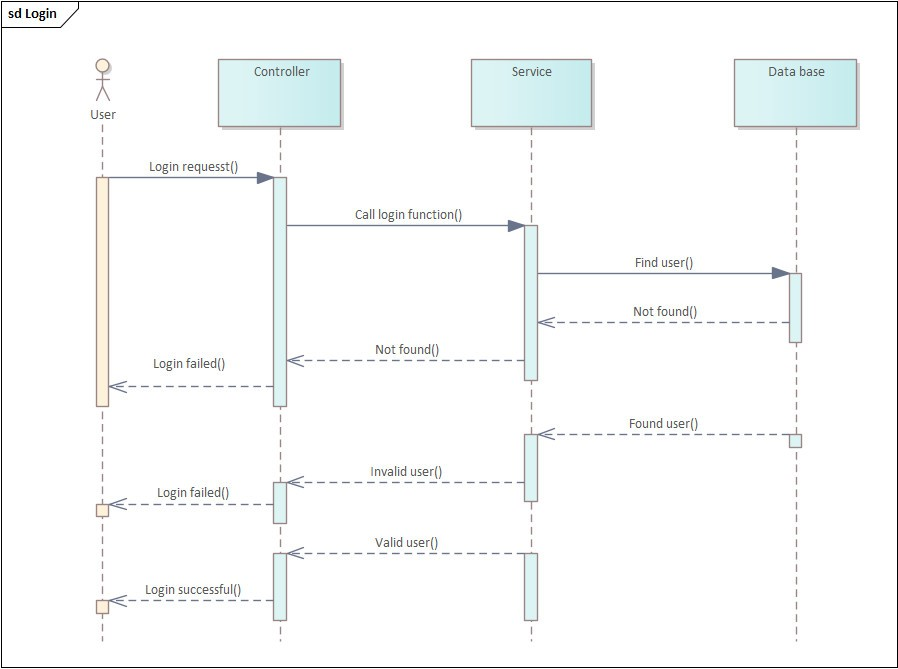 sd Login
User
Controller
Service
Data base
Login requesst()
Call login function()
Find user()
Not found()
Not found()
Login failed()
Found user()
Invalid user()
Login failed()
Valid user()
Login successful()